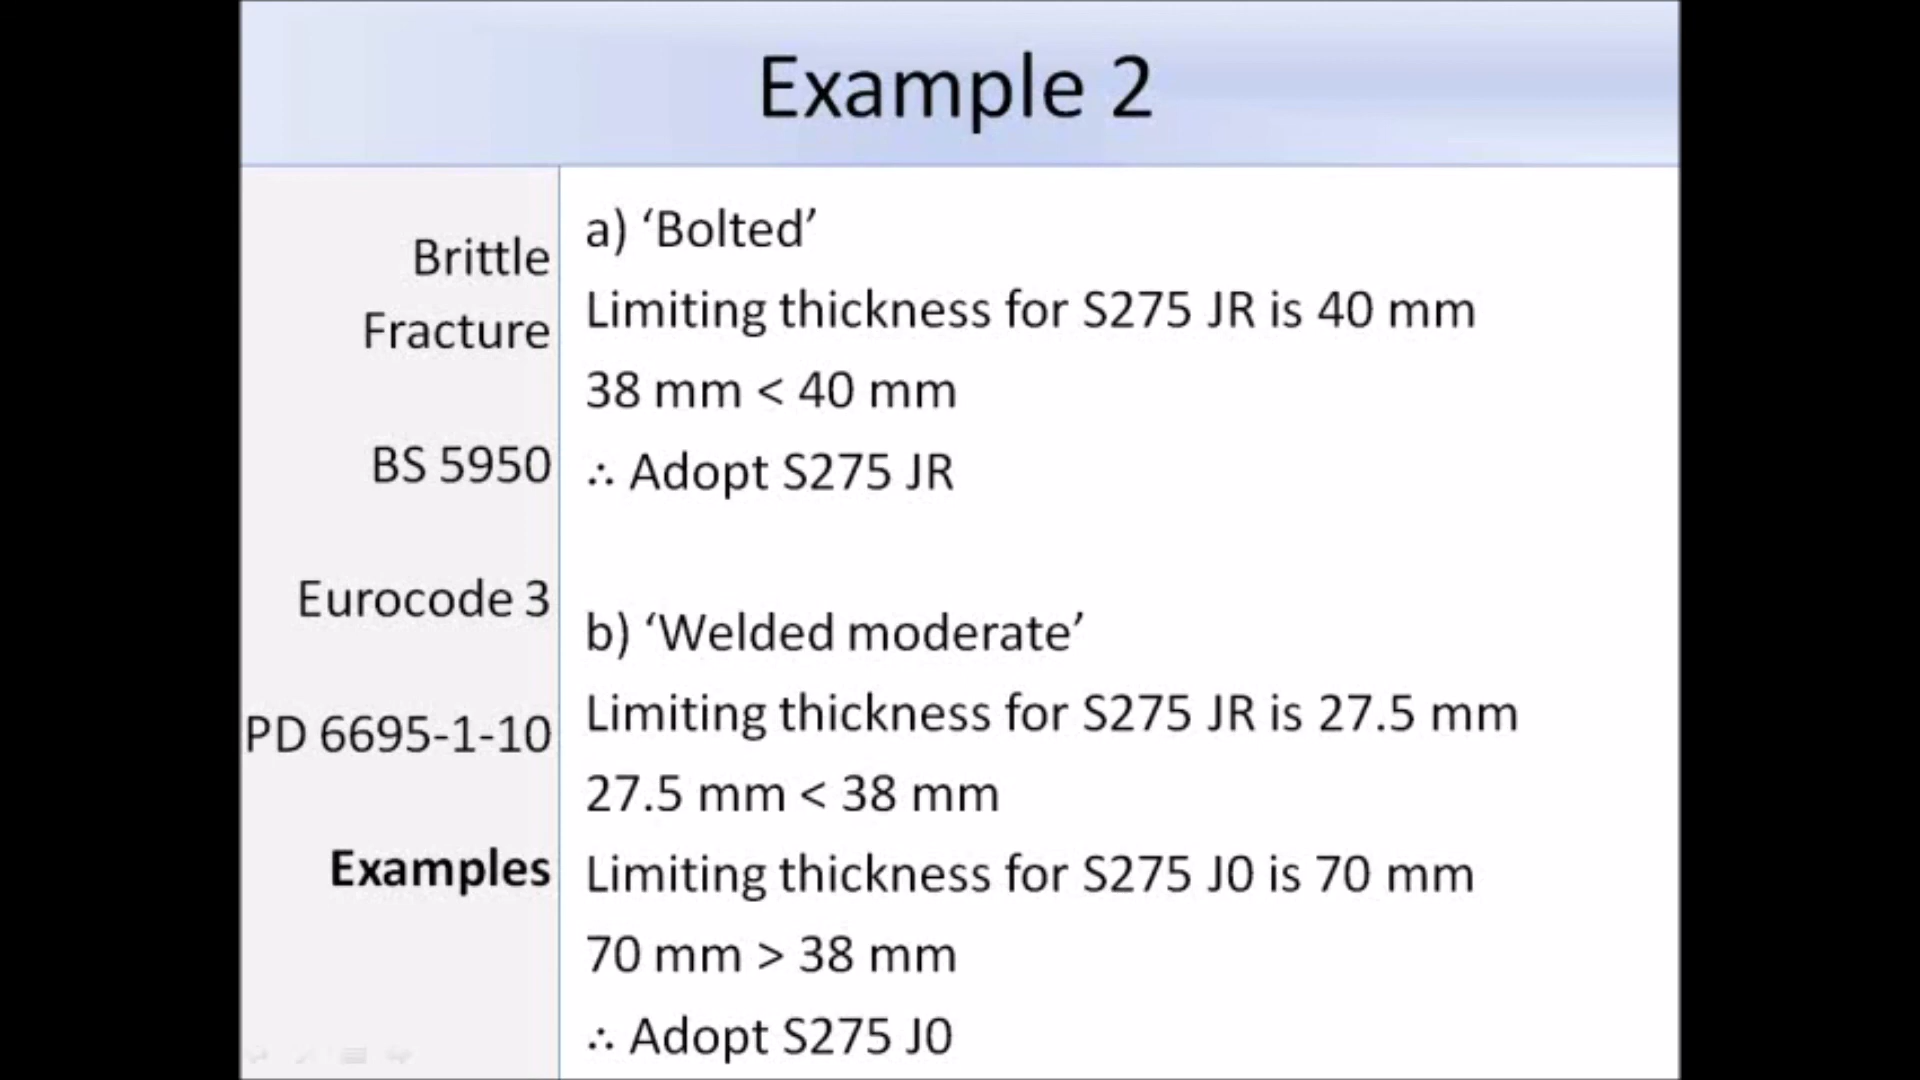 Example 2
Brittle
Fracture
BS 5950
Eurocode 3
PD 6695-1-10
Examples
a) ‘Bolted’
Limiting thickness for S275 JR is 40 mm
38 mm < 40 mm
∴ Adopt S275 JR
b) ‘Welded moderate’
Limiting thickness for S275 JR is 27.5 mm
27.5 mm < 38 mm
Limiting thickness for S275 J0 is 70 mm
70 mm > 38 mm
∴ Adopt S275 J0